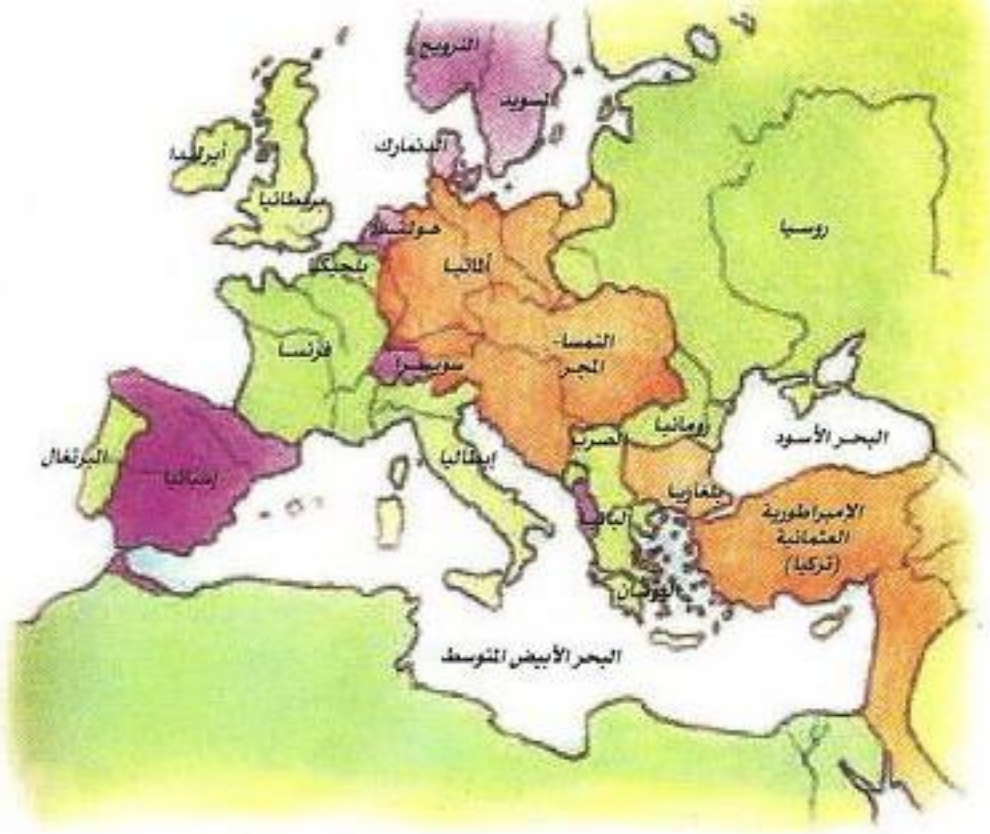 النرويج
السويد
الدنمارك
أيرلندا
بريطانيا
هولندا
بلجيكا
ألمانيا
روسيا
فرنسا
سويسرا
النمسا-
المجر
رومانيا
البحر الأسود
الصرب
إيطاليا
البرتغال
إسبانيا
بلغاريا
ألبانيا
الإمبراطورية
العثمانية
(تركيا)
اليونان
البحر الأبيض المتوسط